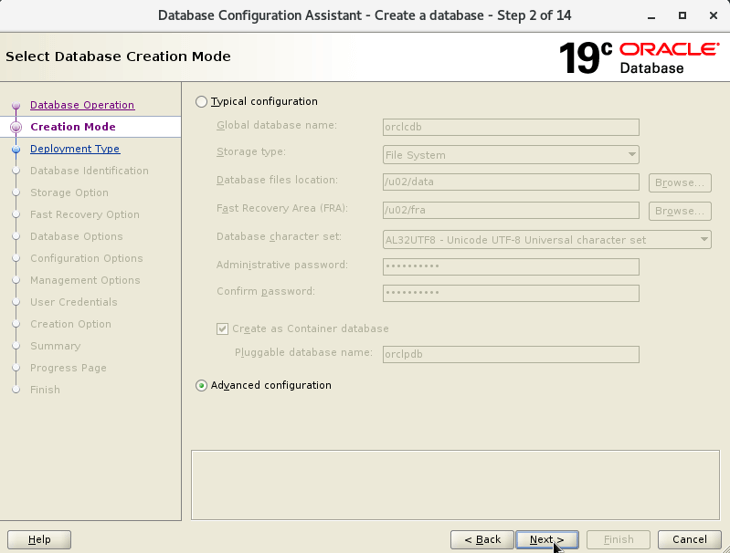 Database Configuration Assistant - Create a database - Step 2 of 14
Select Database Creation Mode
19c ORACLE
Database
Database Operation
Creation Mode
Deployment Type
Database Identification
Storage Option
Fast Recovery Option
Database Options
Configuration Options
Management Options
User Credentials
Creation Option
Summary
Progress Page
Finish
Typical configuration
Global database name: orclcdb
Storage type: File System
Database files location: /u02/data Browse...
Fast Recovery Area (FRA): /u02/fra Browse...
Database character set: AL32UTF8 - Unicode UTF-8 Universal character set
Administrative password: ••••••••••
Confirm password: ••••••••••
Create as Container database
Pluggable database name: orclpdb
Advanced configuration
Help < Back Next > Finish Cancel